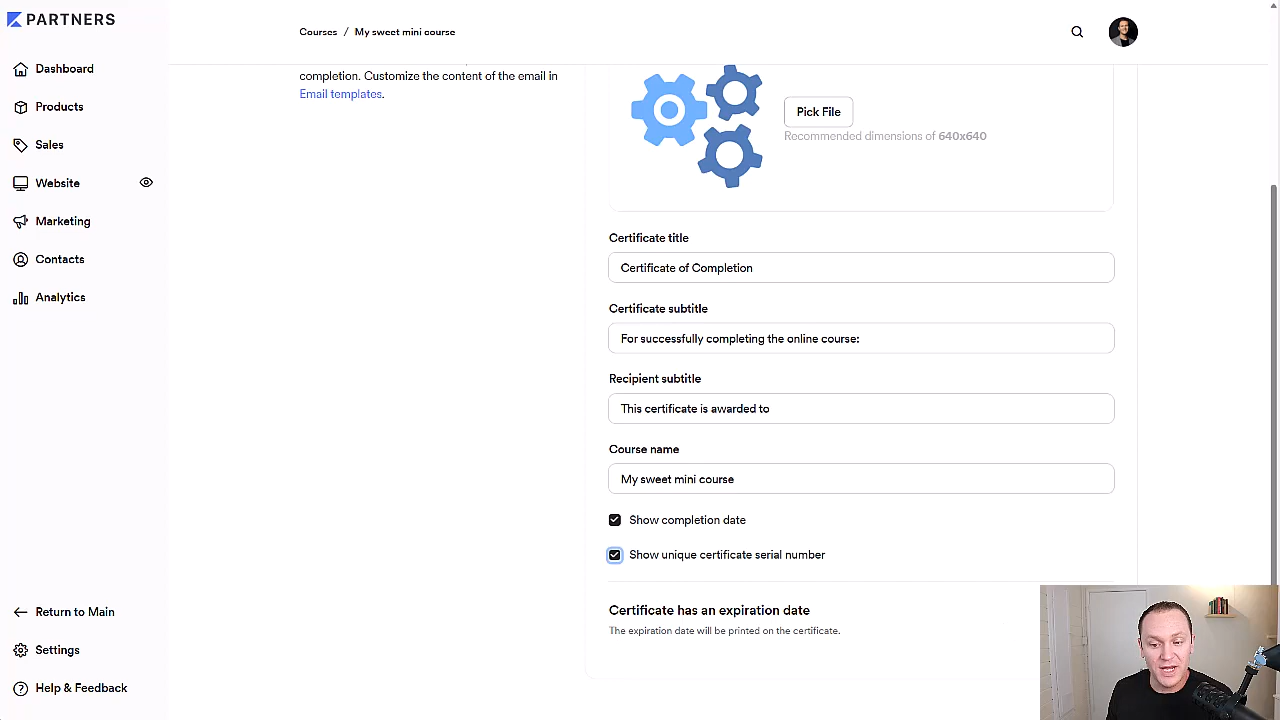 PARTNERS
Courses / My sweet mini course
Dashboard
Products
Sales
Website
Marketing
Contacts
Analytics
Return to Main
Settings
Help & Feedback
completion. Customize the content of the email in
Email templates.
Pick File
Recommended dimensions of 640x640
Certificate title
Certificate of Completion
Certificate subtitle
For successfully completing the online course:
Recipient subtitle
This certificate is awarded to
Course name
My sweet mini course
Show completion date
Show unique certificate serial number
Certificate has an expiration date
The expiration date will be printed on the certificate.